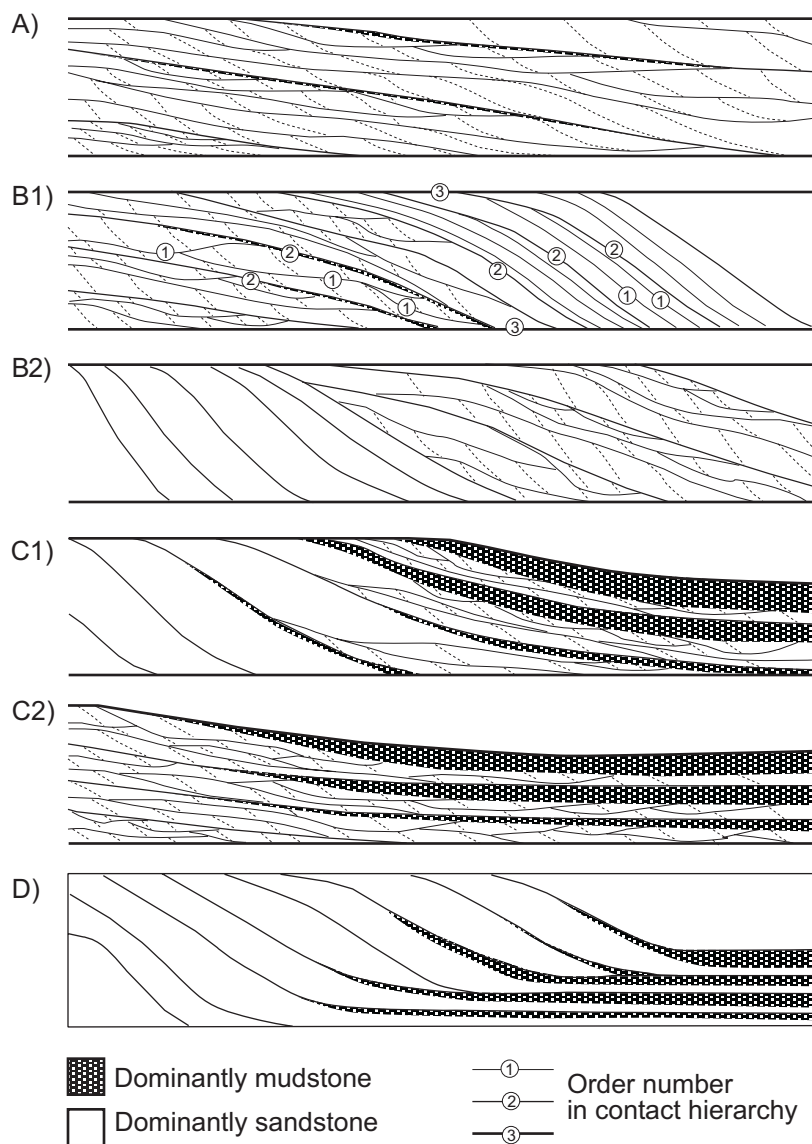 A)
B1)
3
2
2
1
2
2
1
2
1
1
1
3
B2)
C1)
C2)
D)
Dominantly mudstone
Dominantly sandstone
1
2
3
Order number
in contact hierarchy